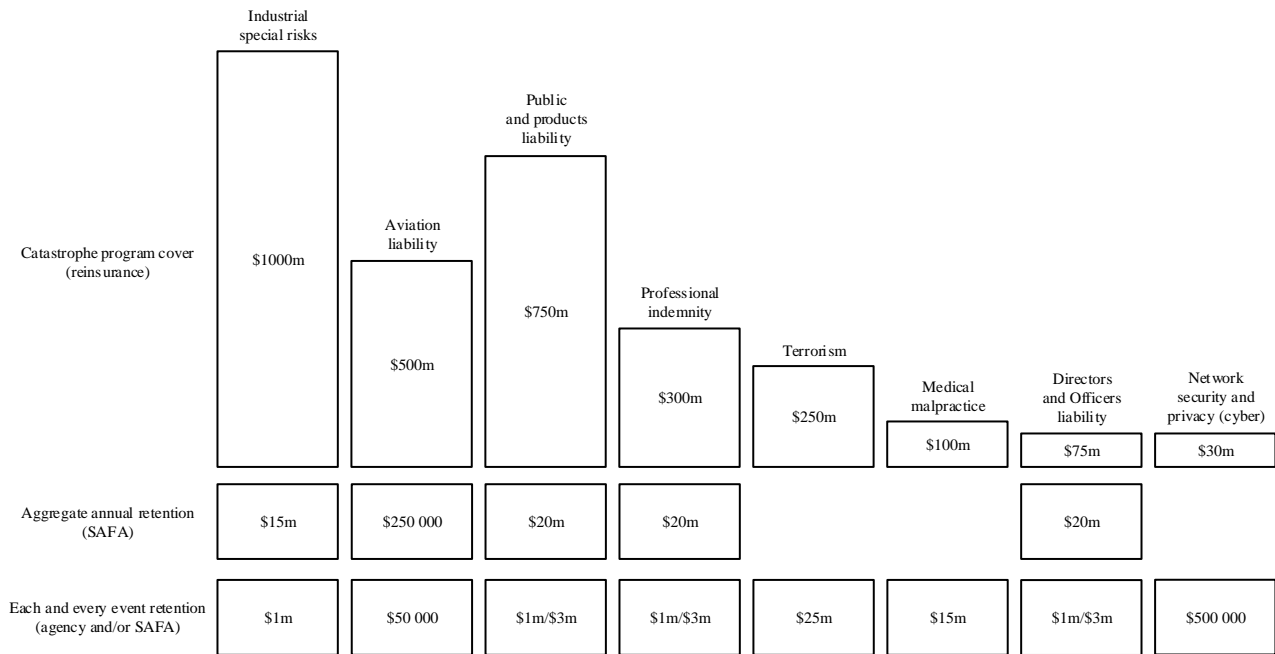 Industrial
special risks
Public
and products
liability
Aviation
liability
Catastrophe program cover
(reinsurance)
$1000m
$500m
$750m
Professional
indemnity
$300m
Terrorism
$250m
Medical
malpractice
$100m
Directors
and Officers
liability
$75m
Network
security and
privacy (cyber)
$30m
Aggregate annual retention
(SAFA)
$15m
$250 000
$20m
$20m
$20m
Each and every event retention
(agency and/or SAFA)
$1m
$50 000
$1m/$3m
$1m/$3m
$25m
$15m
$1m/$3m
$500 000